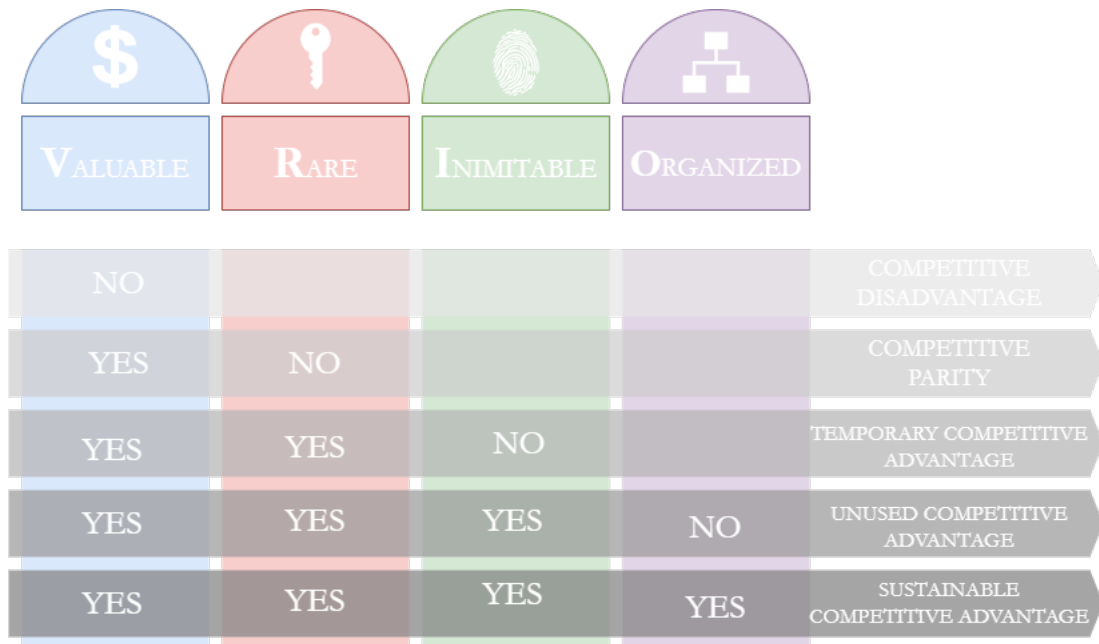 $
VALUABLE RARE INIMITABLE ORGANIZED
NO COMPETITIVE
DISADVANTAGE
YES NO COMPETITIVE
PARITY
YES YES NO TEMPORARY COMPETITIVE
ADVANTAGE
YES YES YES NO UNUSED COMPETITIVE
ADVANTAGE
YES YES YES YES SUSTAINABLE
COMPETITIVE ADVANTAGE